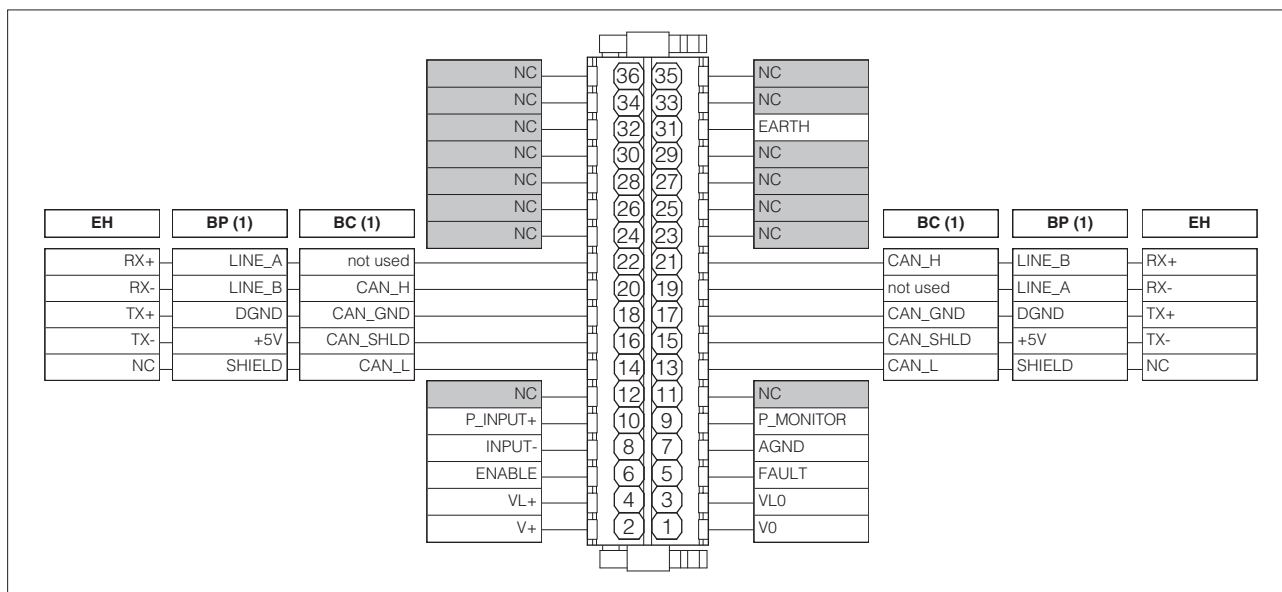 NC 36 35 NC
NC 34 33 NC
NC 32 31 EARTH
NC 30 29 NC
NC 28 27 NC
NC 26 25 NC
NC 24 23 NC
EH BP (1) BC (1) BC (1) BP (1) EH
RX+ LINE_A not used 22 21 CAN_H LINE_B RX+
RX- LINE_B CAN_H 20 19 not used LINE_A RX-
TX+ DGND CAN_GND 18 17 CAN_GND DGND TX+
TX- +5V CAN_SHLD 16 15 CAN_SHLD +5V TX-
NC SHIELD CAN_L 14 13 CAN_L SHIELD NC
NC 12 11 NC
P_INPUT+ 10 9 P_MONITOR
INPUT- 8 7 AGND
ENABLE 6 5 FAULT
VL+ 4 3 VL0
V+ 2 1 V0